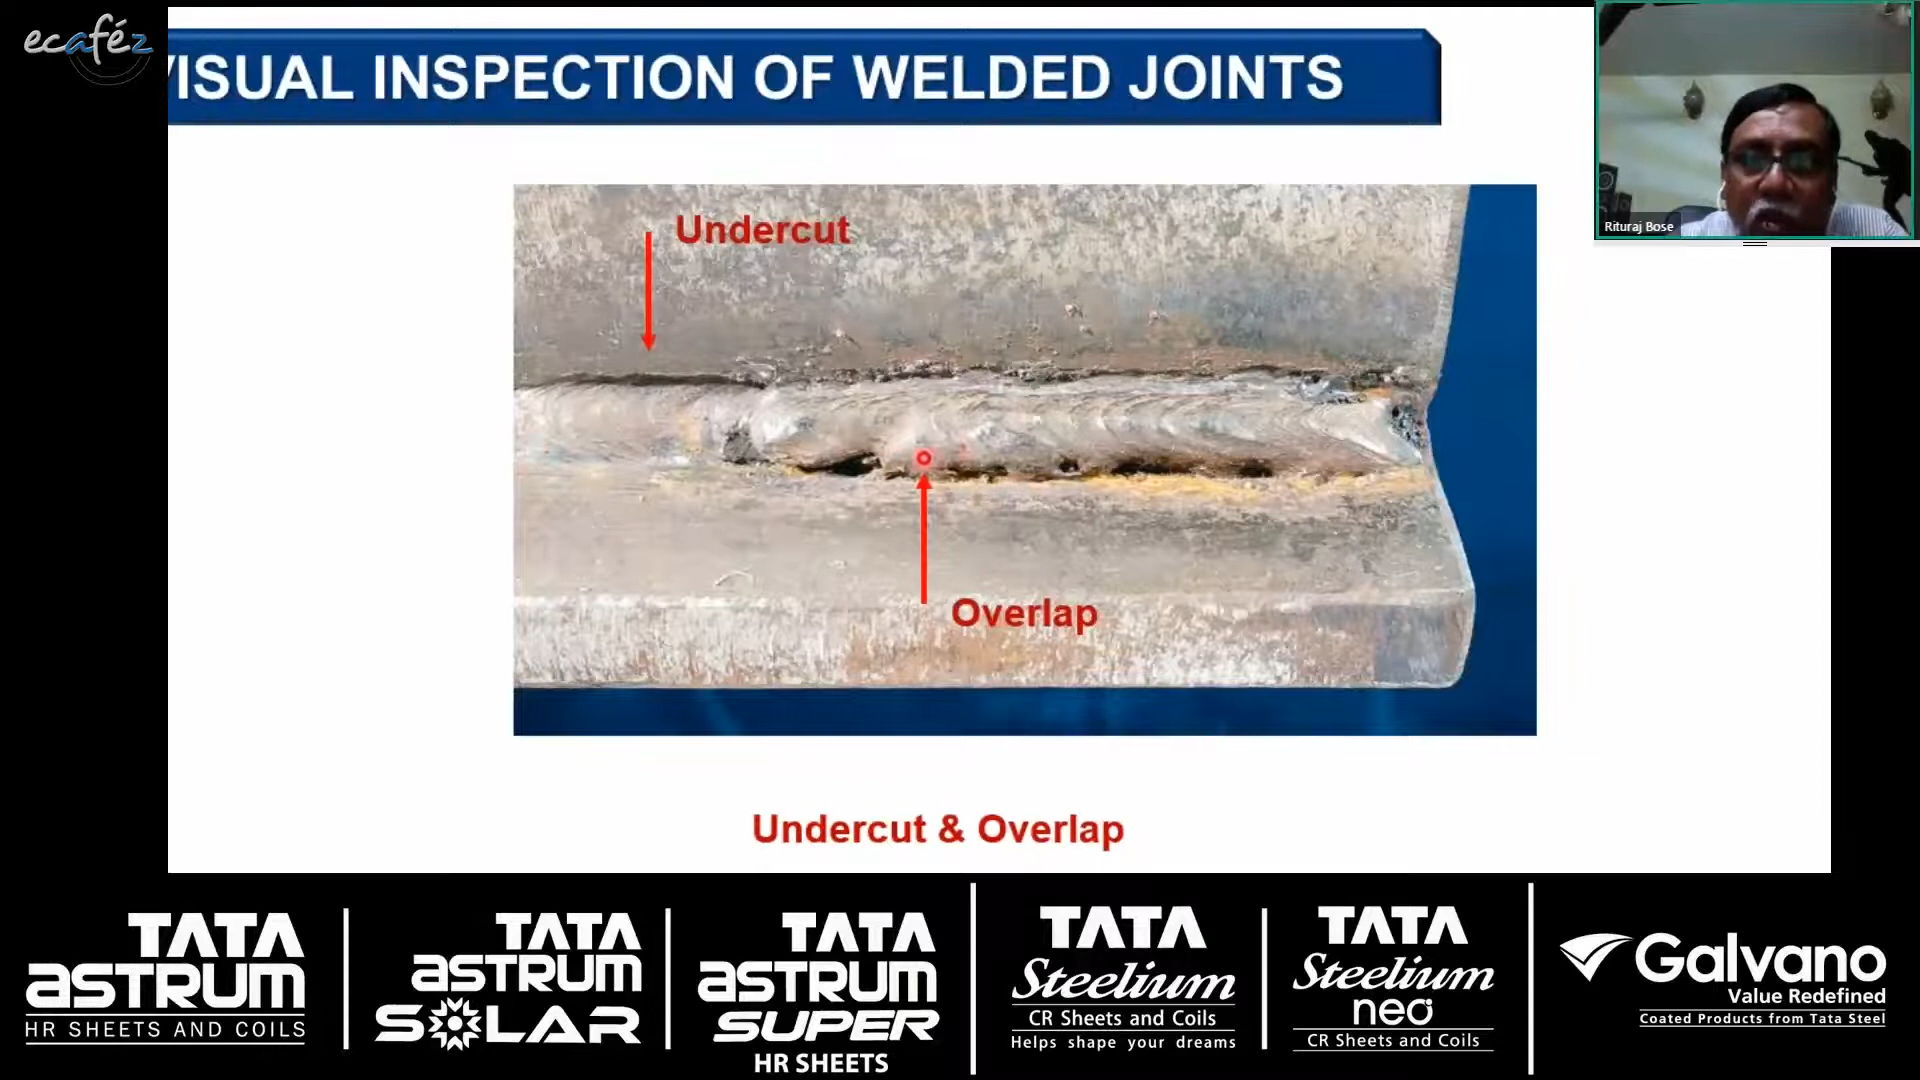 ecaféz
VISUAL INSPECTION OF WELDED JOINTS
Rituraj Bose
Undercut
Overlap
Undercut & Overlap
TATA
ASTRUM
HR SHEETS AND COILS
TATA
ASTRUM
SOLAR
TATA
ASTRUM
SUPER
HR SHEETS
TATA
Steelium
CR Sheets and Coils
Helps shape your dreams
TATA
Steelium
neo
CR Sheets and Coils
Galvano
Value Redefined
Coated Products from Tata Steel